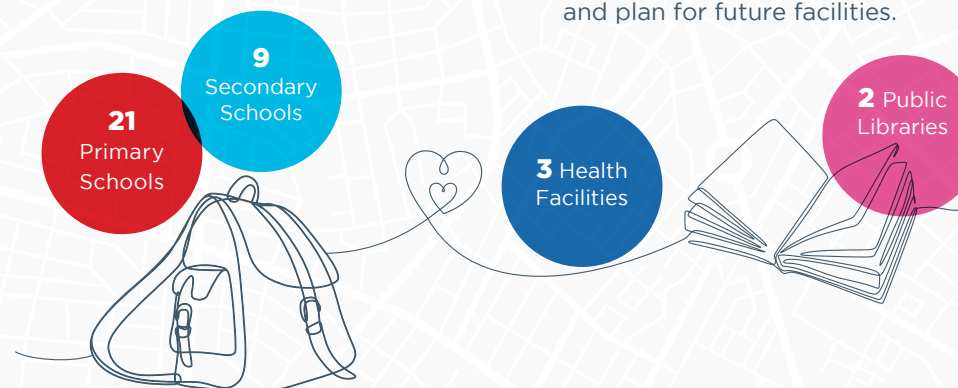 and plan for future facilities.
9
Secondary
Schools
21
Primary
Schools
3 Health
Facilities
2 Public
Libraries